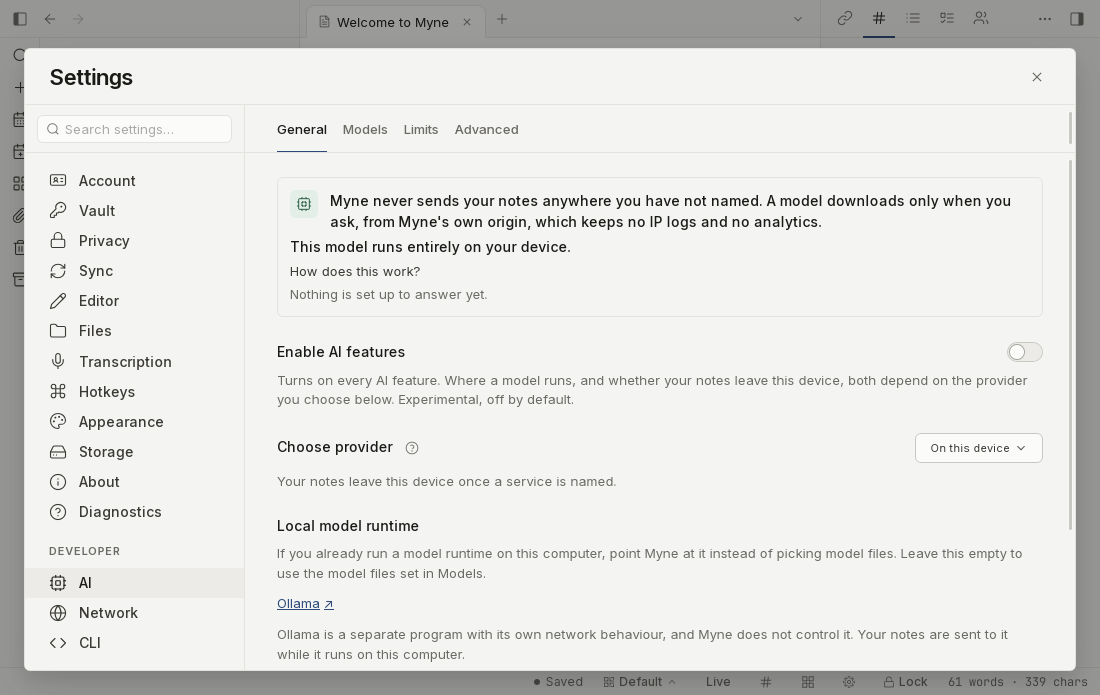 Welcome to Myne
Settings
Search settings...
Account
Vault
Privacy
Sync
Editor
Files
Transcription
Hotkeys
Appearance
Storage
About
Diagnostics
DEVELOPER
AI
Network
CLI
General Models Limits Advanced
Myne never sends your notes anywhere you have not named. A model downloads only when you
ask, from Myne's own origin, which keeps no IP logs and no analytics.
This model runs entirely on your device.
How does this work?
Nothing is set up to answer yet.
Enable AI features
Turns on every AI feature. Where a model runs, and whether your notes leave this device, both depend on the provider
you choose below. Experimental, off by default.
Choose provider
On this device
Your notes leave this device once a service is named.
Local model runtime
If you already run a model runtime on this computer, point Myne at it instead of picking model files. Leave this empty to
use the model files set in Models.
Ollama ↗
Ollama is a separate program with its own network behaviour, and Myne does not control it. Your notes are sent to it
while it runs on this computer.
Saved Default Live Lock 61 words · 339 chars